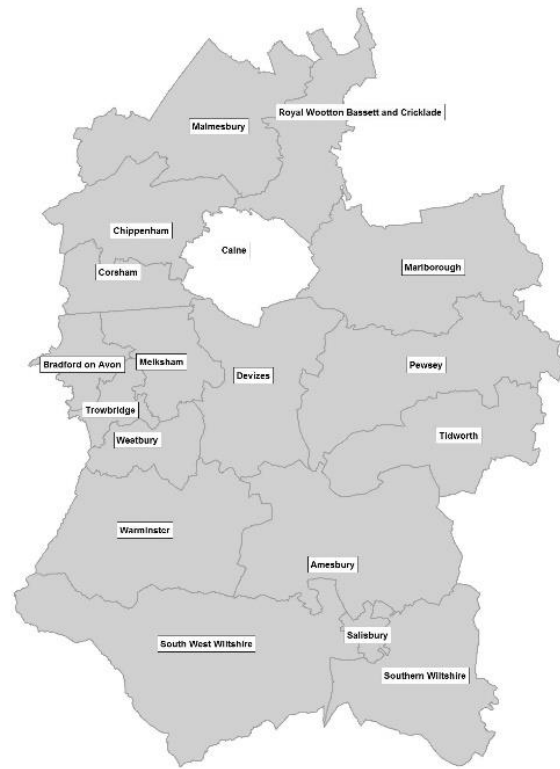 Royal Wootton Bassett and Cricklade
Malmesbury
Chippenham
Calne
Corsham
Marlborough
Bradford on Avon
Melksham
Pewsey
Devizes
Trowbridge
Westbury
Tidworth
Warminster
Amesbury
Salisbury
South West Wiltshire
Southern Wiltshire